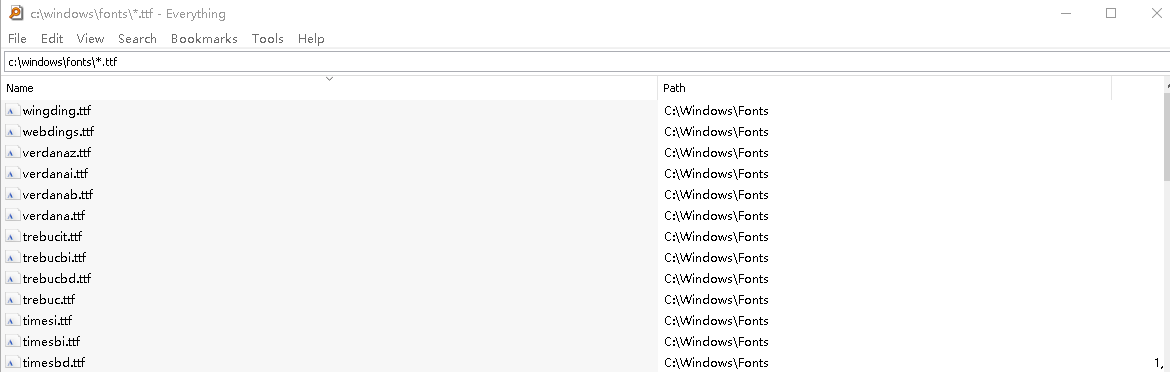 c:\windows\fonts\*.ttf - Everything
File Edit View Search Bookmarks Tools Help
c:\windows\fonts\*.ttf
Name Path
wingding.ttf C:\Windows\Fonts
webdings.ttf C:\Windows\Fonts
verdanaz.ttf C:\Windows\Fonts
verdanai.ttf C:\Windows\Fonts
verdanab.ttf C:\Windows\Fonts
verdana.ttf C:\Windows\Fonts
trebucit.ttf C:\Windows\Fonts
trebucbi.ttf C:\Windows\Fonts
trebucbd.ttf C:\Windows\Fonts
trebuc.ttf C:\Windows\Fonts
timesi.ttf C:\Windows\Fonts
timesbi.ttf C:\Windows\Fonts
timesbd.ttf C:\Windows\Fonts 1,